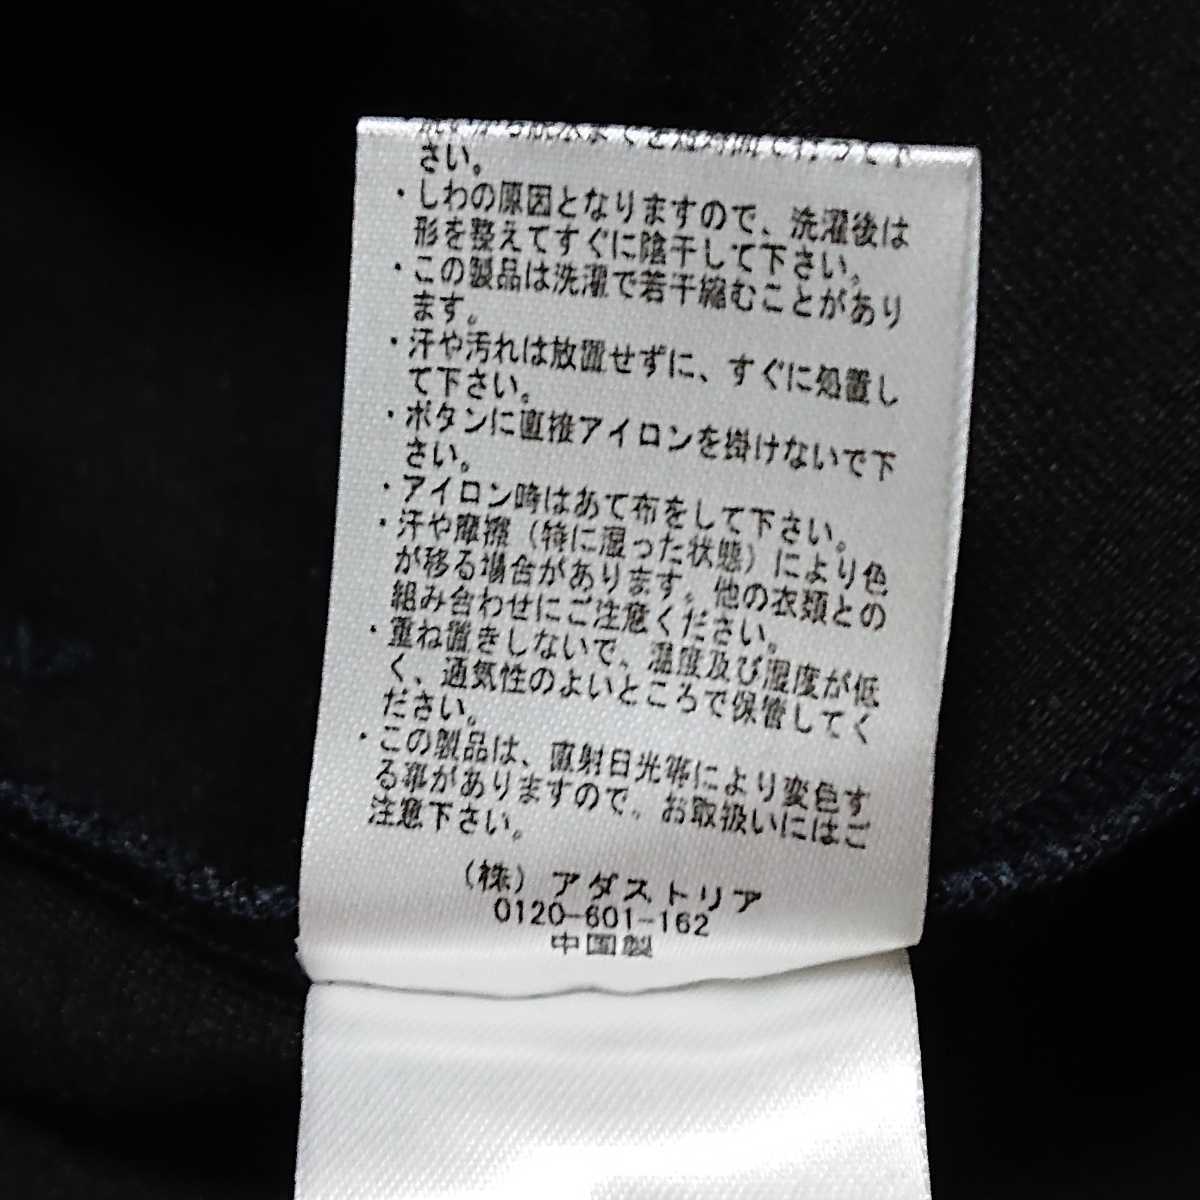 さい。
・しわの原因となりますので、洗濯後は
形を整えてすぐに陰干して下さい。
・この製品は洗濯で若干縮むことがあり
ます。
・汗や汚れは放置せずに、すぐに処置し
て下さい。
・ボタンに直接アイロンを掛けないで下
さい。
・アイロン時はあて布をして下さい。
・汗や摩擦（特に湿った状態）により色
が移る場合があります。他の衣類との
組み合わせにご注意ください。
・重ね置きしないで、温度及び湿度が低
く、通気性のよいところで保管してく
ださい。
・この製品は、直射日光等により変色す
る事がありますので、お取扱いにはご
注意下さい。
（株）アダストリア
0120-601-162
中国製